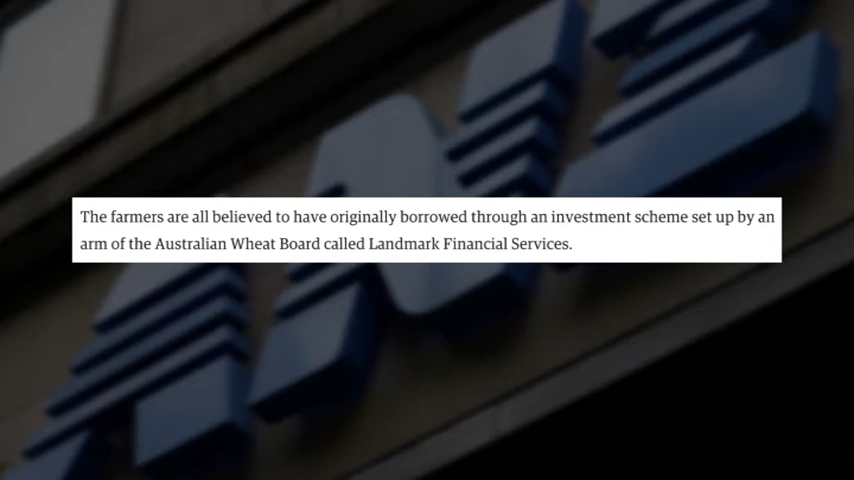 The farmers are all believed to have originally borrowed through an investment scheme set up by an
arm of the Australian Wheat Board called Landmark Financial Services.
ANZ